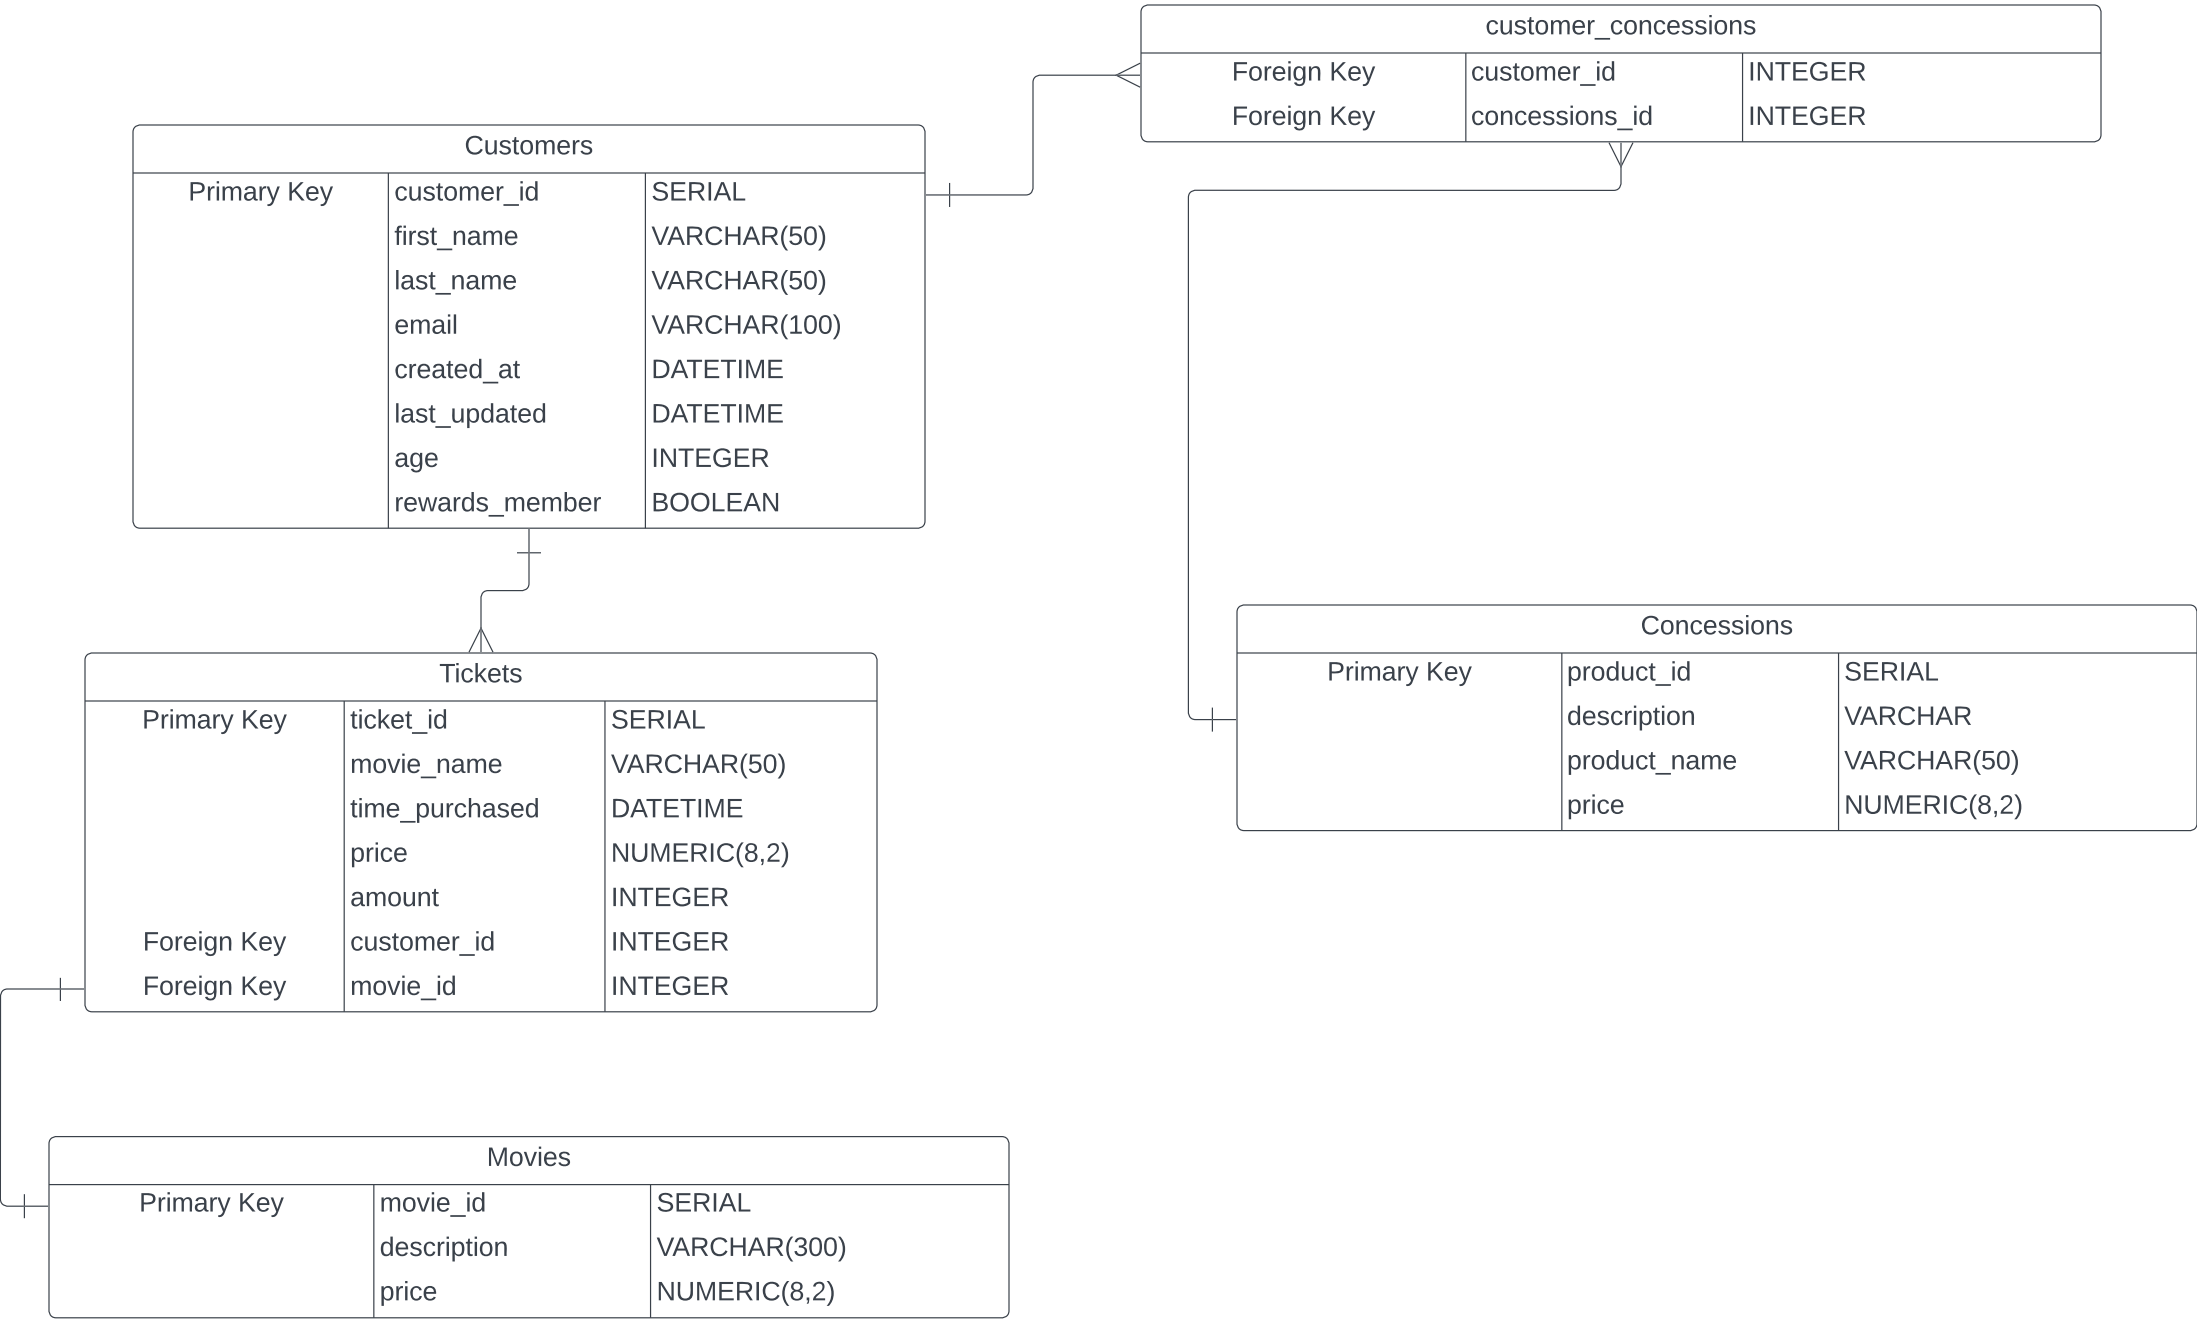 customer_concessions
Foreign Key customer_id INTEGER
Foreign Key concessions_id INTEGER
Customers
Primary Key customer_id SERIAL
first_name VARCHAR(50)
last_name VARCHAR(50)
email VARCHAR(100)
created_at DATETIME
last_updated DATETIME
age INTEGER
rewards_member BOOLEAN
Concessions
Primary Key product_id SERIAL
description VARCHAR
product_name VARCHAR(50)
price NUMERIC(8,2)
Tickets
Primary Key ticket_id SERIAL
movie_name VARCHAR(50)
time_purchased DATETIME
price NUMERIC(8,2)
amount INTEGER
Foreign Key customer_id INTEGER
Foreign Key movie_id INTEGER
Movies
Primary Key movie_id SERIAL
description VARCHAR(300)
price NUMERIC(8,2)